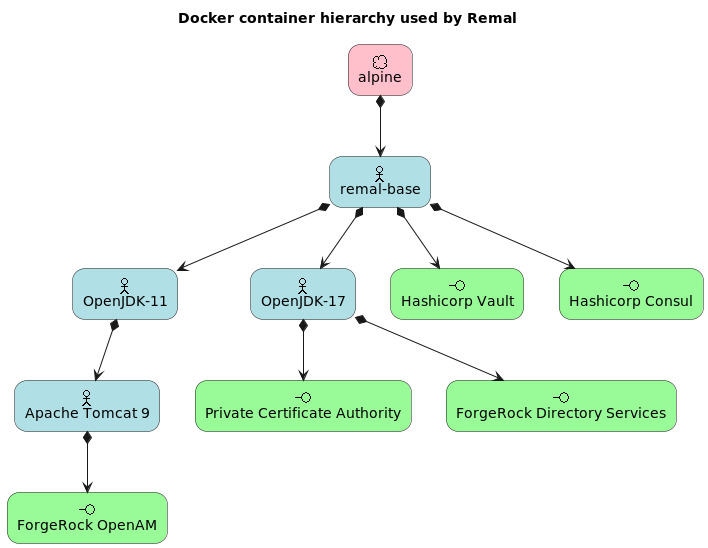 Docker container hierarchy used by Remal
alpine
remal-base
OpenJDK-11
OpenJDK-17
Hashicorp Vault
Hashicorp Consul
Apache Tomcat 9
Private Certificate Authority
ForgeRock Directory Services
ForgeRock OpenAM